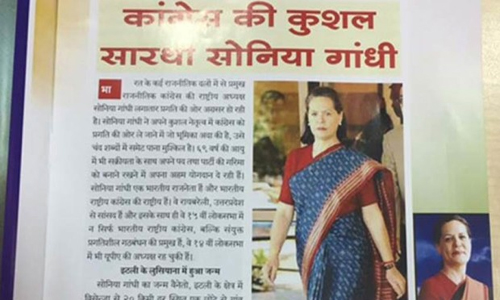 कांग्रेस की कुशल
सारथी सोनिया गांधी
भारत के कई राजनीतिक दलों में से प्रमुख
राजनीतिक कांग्रेस की राष्ट्रीय अध्यक्ष
सोनिया गांधी लगातार प्रगति की ओर अग्रसर हो रही
है। सोनिया गांधी ने अपने कुशल नेतृत्व में कांग्रेस को
प्रगति की ओर ले जाने में जो भूमिका अदा की है, उसे
चंद शब्दों में समेट पाना मुश्किल है। ६९ वर्ष की आयु
में भी सक्रीयता के साथ अपने पद तथा पार्टी की गरिमा
को बनाने रखने में अपना अहम योगदान दे रही हैं।
सोनिया गांधी एक भारतीय राजनेता हैं और भारतीय
राष्ट्रीय कांग्रेस की राष्ट्रीय हैं। वे रायबरेली, उत्तरप्रदेश
से सांसद हैं और इसके साथ ही वे १५वीं लोकसभा में
न सिर्फ भारतीय राष्ट्रीय कांग्रेस, बल्कि संयुक्त
प्रगतिशील गठबंधन की प्रमुख हैं, वे १४वीं लोकसभा
में भी यूपीए की अध्यक्ष रह चुकी हैं।
इटली के लुसियाना में हुआ जन्म
सोनिया गांधी का जन्म वैनेतो, इटली के क्षेत्र में